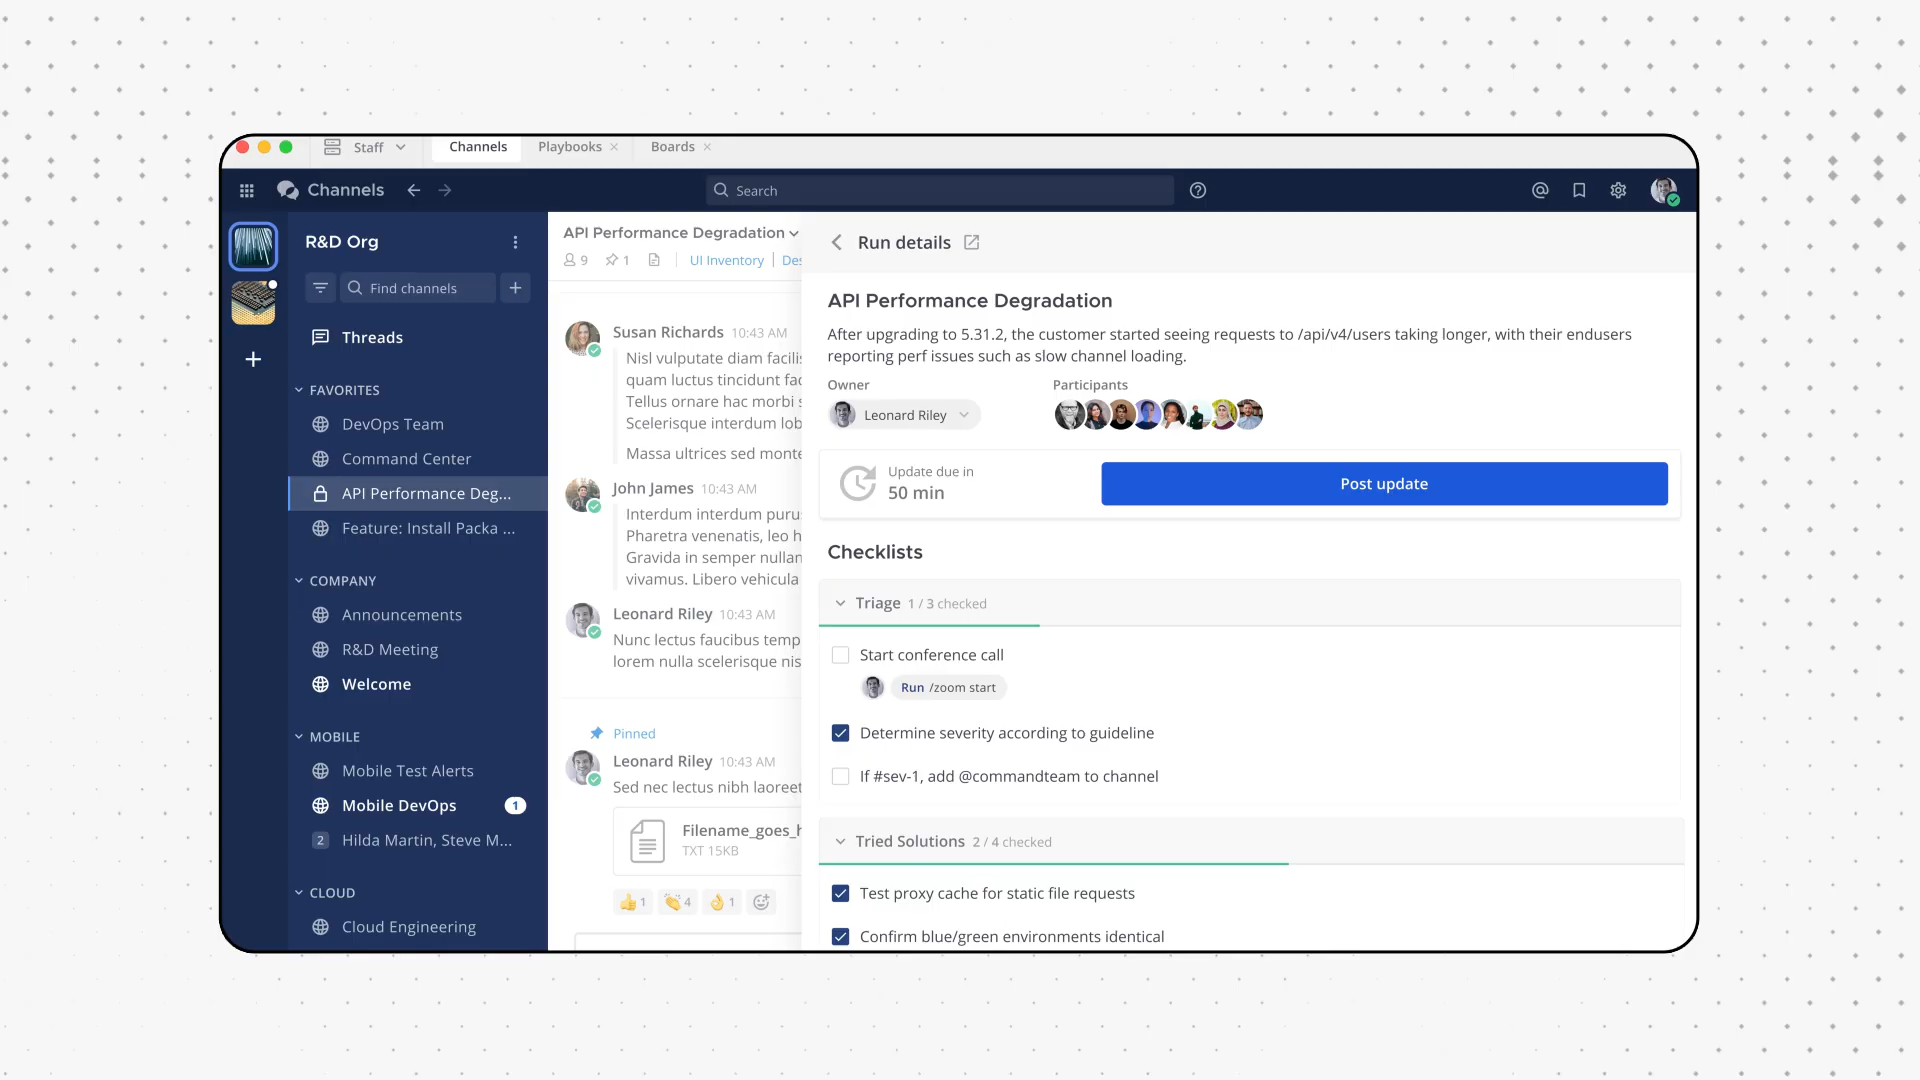 Staff
Channels
Playbooks
Boards
Channels
Search
R&D Org
Find channels
Threads
FAVORITES
DevOps Team
Command Center
API Performance Deg...
Feature: Install Packa ...
COMPANY
Announcements
R&D Meeting
Welcome
MOBILE
Mobile Test Alerts
Mobile DevOps 1
2 Hilda Martin, Steve M...
CLOUD
Cloud Engineering
API Performance Degradation
9 1 UI Inventory Des
Susan Richards 10:43 AM
Nisl vulputate diam facilis
quam luctus tincidunt fac
Tellus ornare hac morbi s
Scelerisque interdum lob
Massa ultrices sed monte
John James 10:43 AM
Interdum interdum puru
Pharetra venenatis, leo h
Gravida in semper nullan
vivamus. Libero vehicula
Leonard Riley 10:43 AM
Nunc lectus faucibus temp
lorem nulla scelerisque nis
Pinned
Leonard Riley 10:43 AM
Sed nec lectus nibh laoreet
Filename_goes_h
TXT 15KB
1 4 1
Run details
API Performance Degradation
After upgrading to 5.31.2, the customer started seeing requests to /api/v4/users taking longer, with their endusers
reporting perf issues such as slow channel loading.
Owner
Leonard Riley
Participants
Update due in
50 min
Post update
Checklists
Triage 1 / 3 checked
Start conference call
Run /zoom start
Determine severity according to guideline
If #sev-1, add @commandteam to channel
Tried Solutions 2 / 4 checked
Test proxy cache for static file requests
Confirm blue/green environments identical